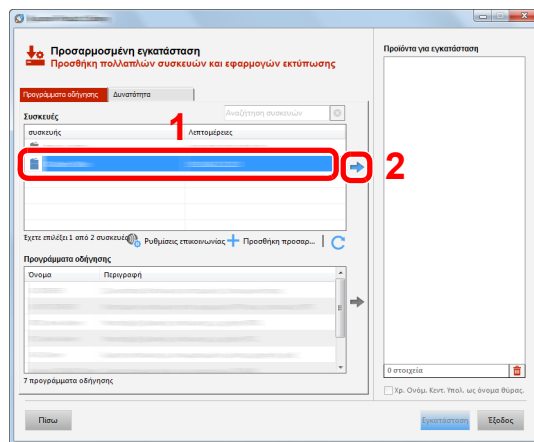 Προσαρμοσμένη εγκατάσταση
Προσθήκη πολλαπλών συσκευών και εφαρμογών εκτύπωσης
Προγράμματα οδήγησης
Δυνατότητα
Συσκευές
Αναζήτηση συσκευών
1
συσκευής
Λεπτομέρειες
2
Έχετε επιλέξει 1 από 2 συσκευές
Ρυθμίσεις επικοινωνίας
Προσθήκη προσαρ...
Προγράμματα οδήγησης
Όνομα
Περιγραφή
7 προγράμματα οδήγησης
Προϊόντα για εγκατάσταση
0 στοιχεία
Χρ. Ονόμ. Κεντ. Υπολ. ως όνομα θύρας.
Πίσω
Εγκατάσταση
Έξοδος